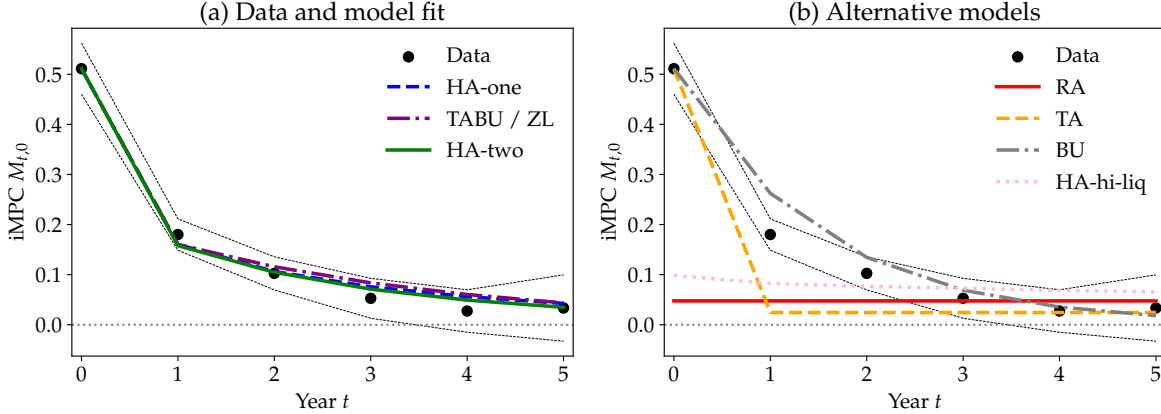 (a) Data and model fit
iMPC M_{t,0}
0.5
0.4
0.3
0.2
0.1
0.0
0 1 2 3 4 5
Year t
Data
HA-one
TABU / ZL
HA-two
(b) Alternative models
iMPC M_{t,0}
0.5
0.4
0.3
0.2
0.1
0.0
0 1 2 3 4 5
Year t
Data
RA
TA
BU
HA-hi-liq